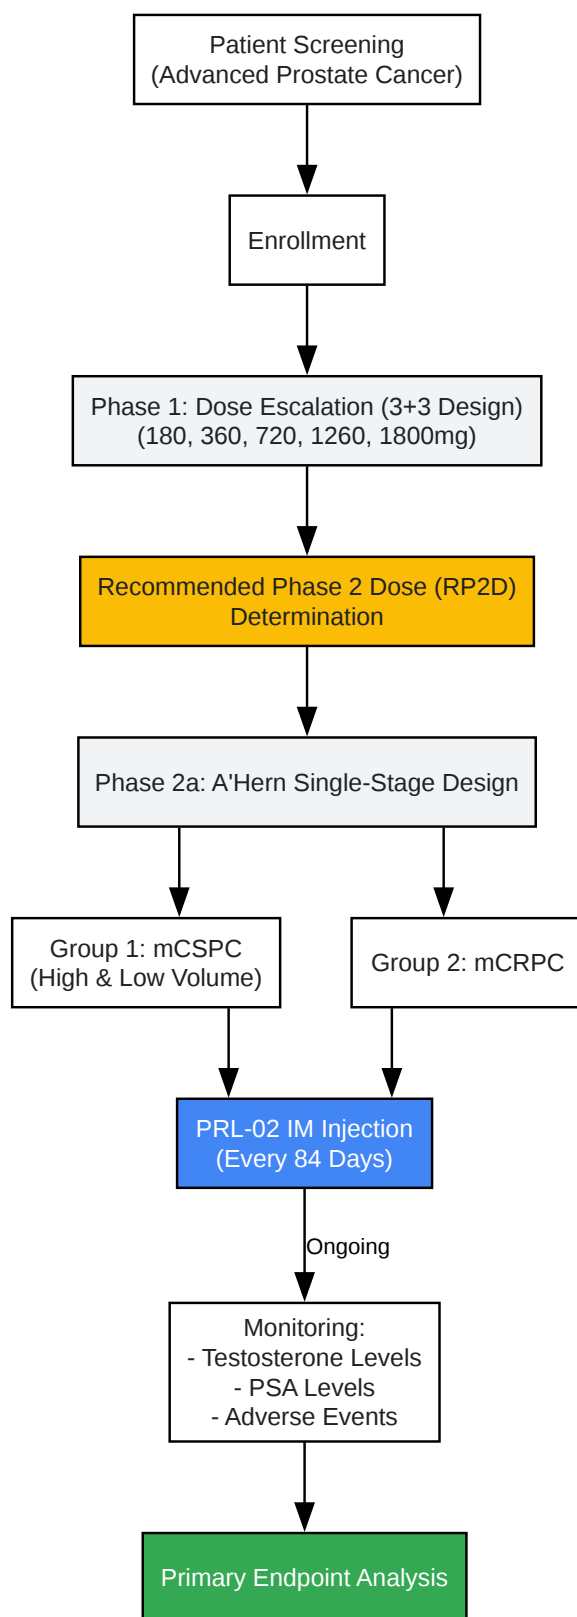 Patient Screening
(Advanced Prostate Cancer)
Enrollment
Phase 1: Dose Escalation (3+3 Design)
(180, 360, 720, 1260, 1800mg)
Recommended Phase 2 Dose (RP2D)
Determination
Phase 2a: A'Hern Single-Stage Design
Group 1: mCSPC
(High & Low Volume)
Group 2: mCRPC
PRL-02 IM Injection
(Every 84 Days)
Ongoing
Monitoring:
- Testosterone Levels
- PSA Levels
- Adverse Events
Primary Endpoint Analysis